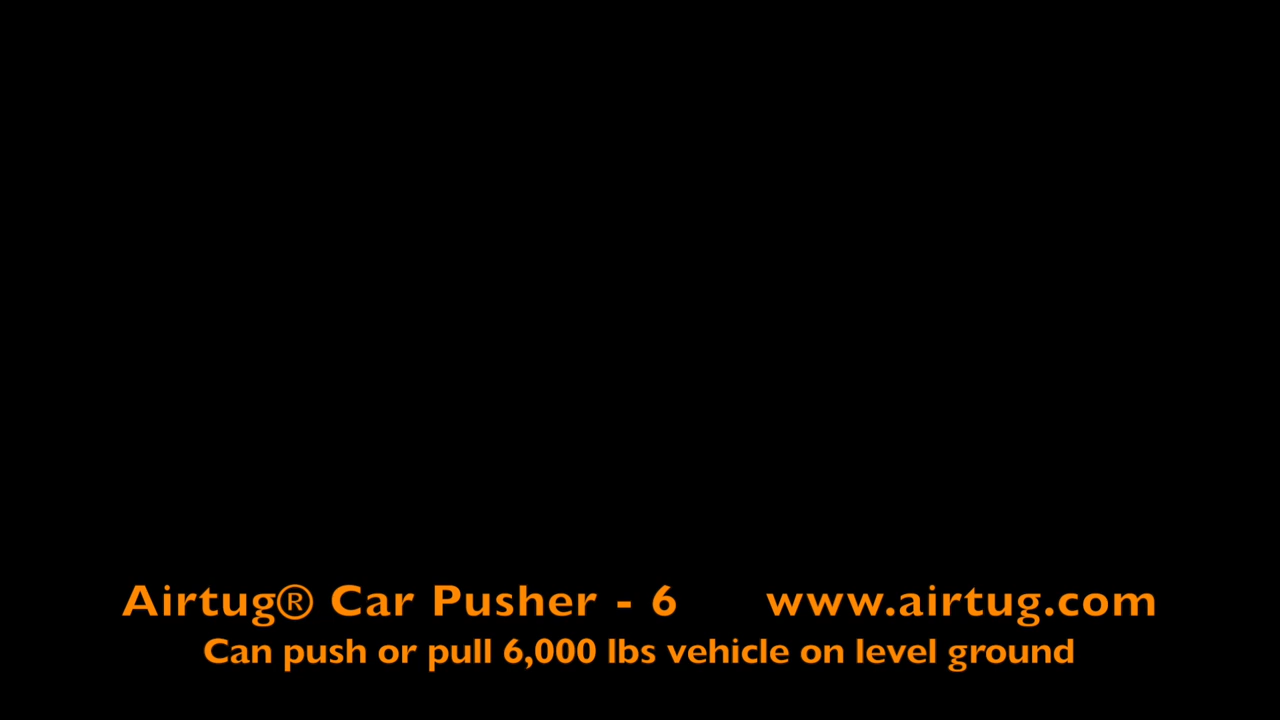 Airtug® Car Pusher - 6 www.airtug.com
Can push or pull 6,000 lbs vehicle on level ground